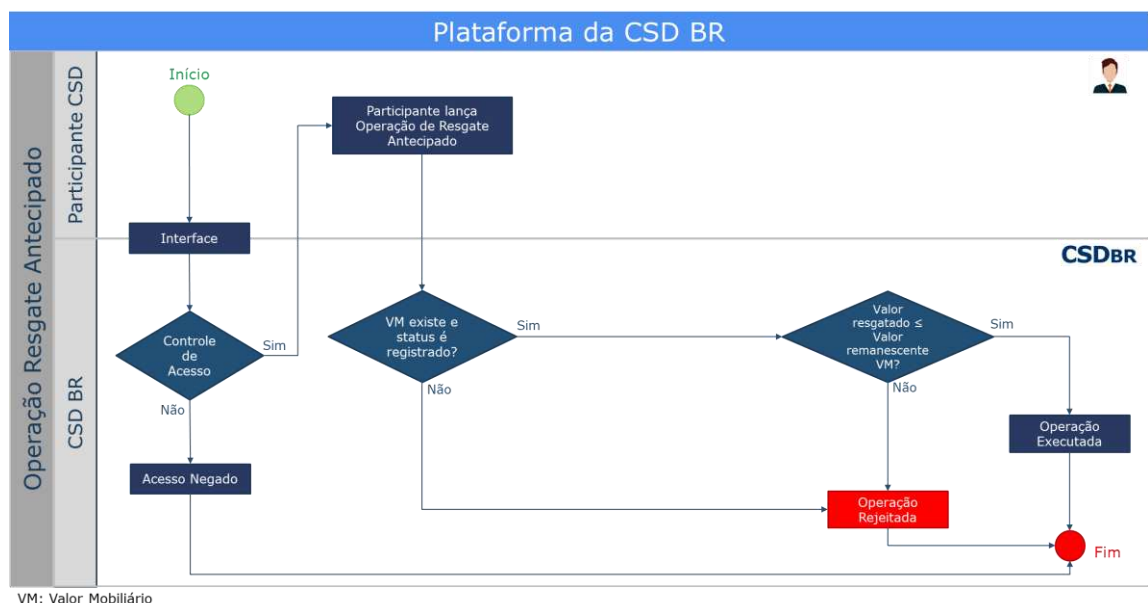 Plataforma da CSD BR
Operação Resgate Antecipado
Participante CSD
CSD BR
Início
Participante lança
Operação de Resgate
Antecipado
Interface
CSDBR
Controle
de
Acesso
Sim
Não
VM existe e
status é
registrado?
Sim
Não
Valor
resgatado ≤
Valor
remanescente
VM?
Sim
Não
Operação
Executada
Acesso Negado
Operação
Rejeitada
Fim
VM: Valor Mobiliário